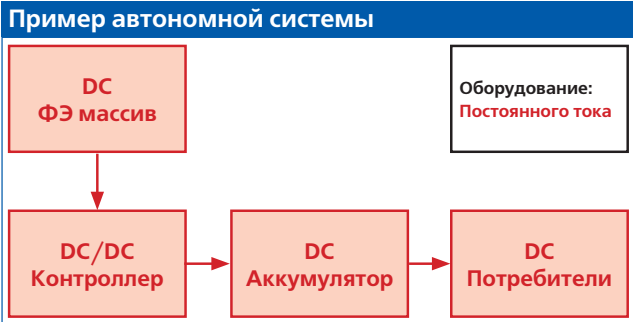 Пример автономной системы
DC
ФЭ массив
Оборудование:
Постоянного тока
DC/DC
Контроллер
DC
Аккумулятор
DC
Потребители